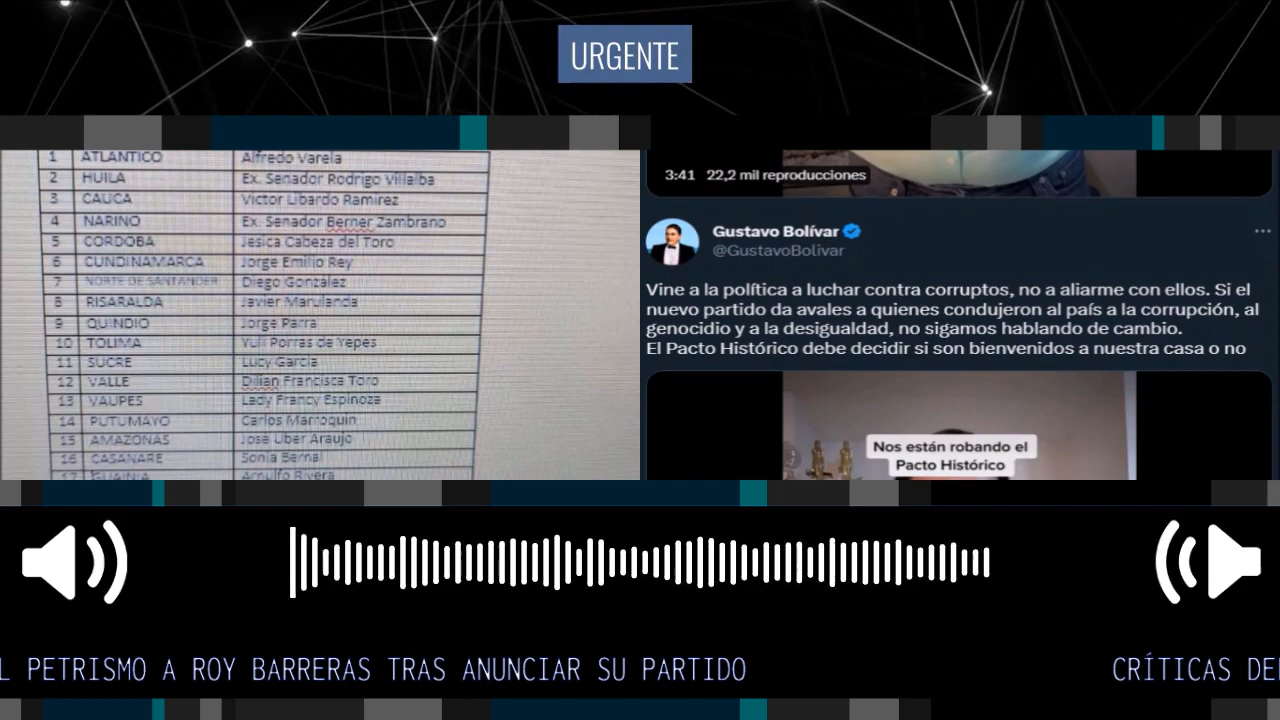 URGENTE
1 ATLANTICO Alfredo Varela
2 HUILA Ex. Senador Rodrigo Villalba
3 CAUCA Victor Libardo Ramirez
4 NARINO Ex. Senador Berner Zambrano
5 CORDOBA Jesica Cabeza del Toro
6 CUNDINAMARCA Jorge Emilio Rey
7 NORTE DE SANTANDER Diego González
8 RISARALDA Javier Marulanda
9 QUINDIO Jorge Parra
10 TOLIMA Yuli Porras de Yepes
11 SUCRE Lucy Garcia
12 VALLE Dilian Francisca Toro
13 VAUPES Lady Francy Espinoza
14 PUTUMAYO Carlos Marroquin
15 AMAZONAS José Uber Araujo
16 CASANARE Sonia Bernal
17 GUAINIA Arnulfo Rivera
3:41 22,2 mil reproducciones
Gustavo Bolívar
@GustavoBolivar
Vine a la política a luchar contra corruptos, no a aliarme con ellos. Si el
nuevo partido da avales a quienes condujeron al país a la corrupción, al
genocidio y a la desigualdad, no sigamos hablando de cambio.
El Pacto Histórico debe decidir si son bienvenidos a nuestra casa o no
Nos están robando el
Pacto Histórico
L PETRISMO A ROY BARRERAS TRAS ANUNCIAR SU PARTIDO CRÍTICAS DE